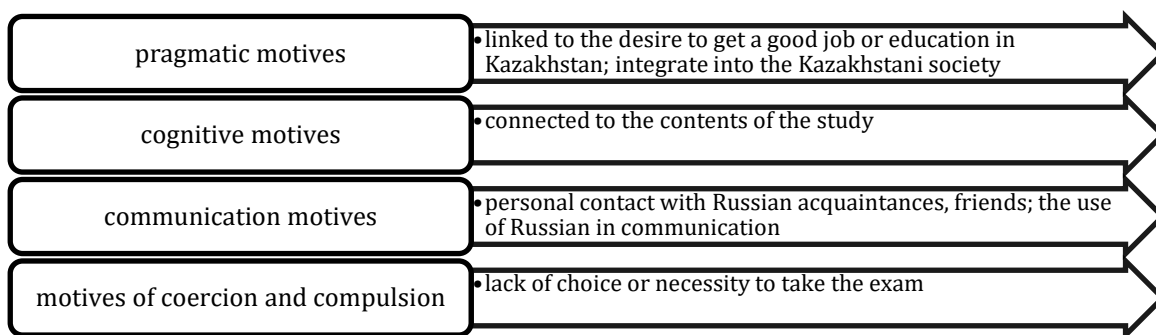 pragmatic motives
•linked to the desire to get a good job or education in
Kazakhstan; integrate into the Kazakhstani society
cognitive motives
•connected to the contents of the study
communication motives
•personal contact with Russian acquaintances, friends; the use
of Russian in communication
motives of coercion and compulsion
•lack of choice or necessity to take the exam